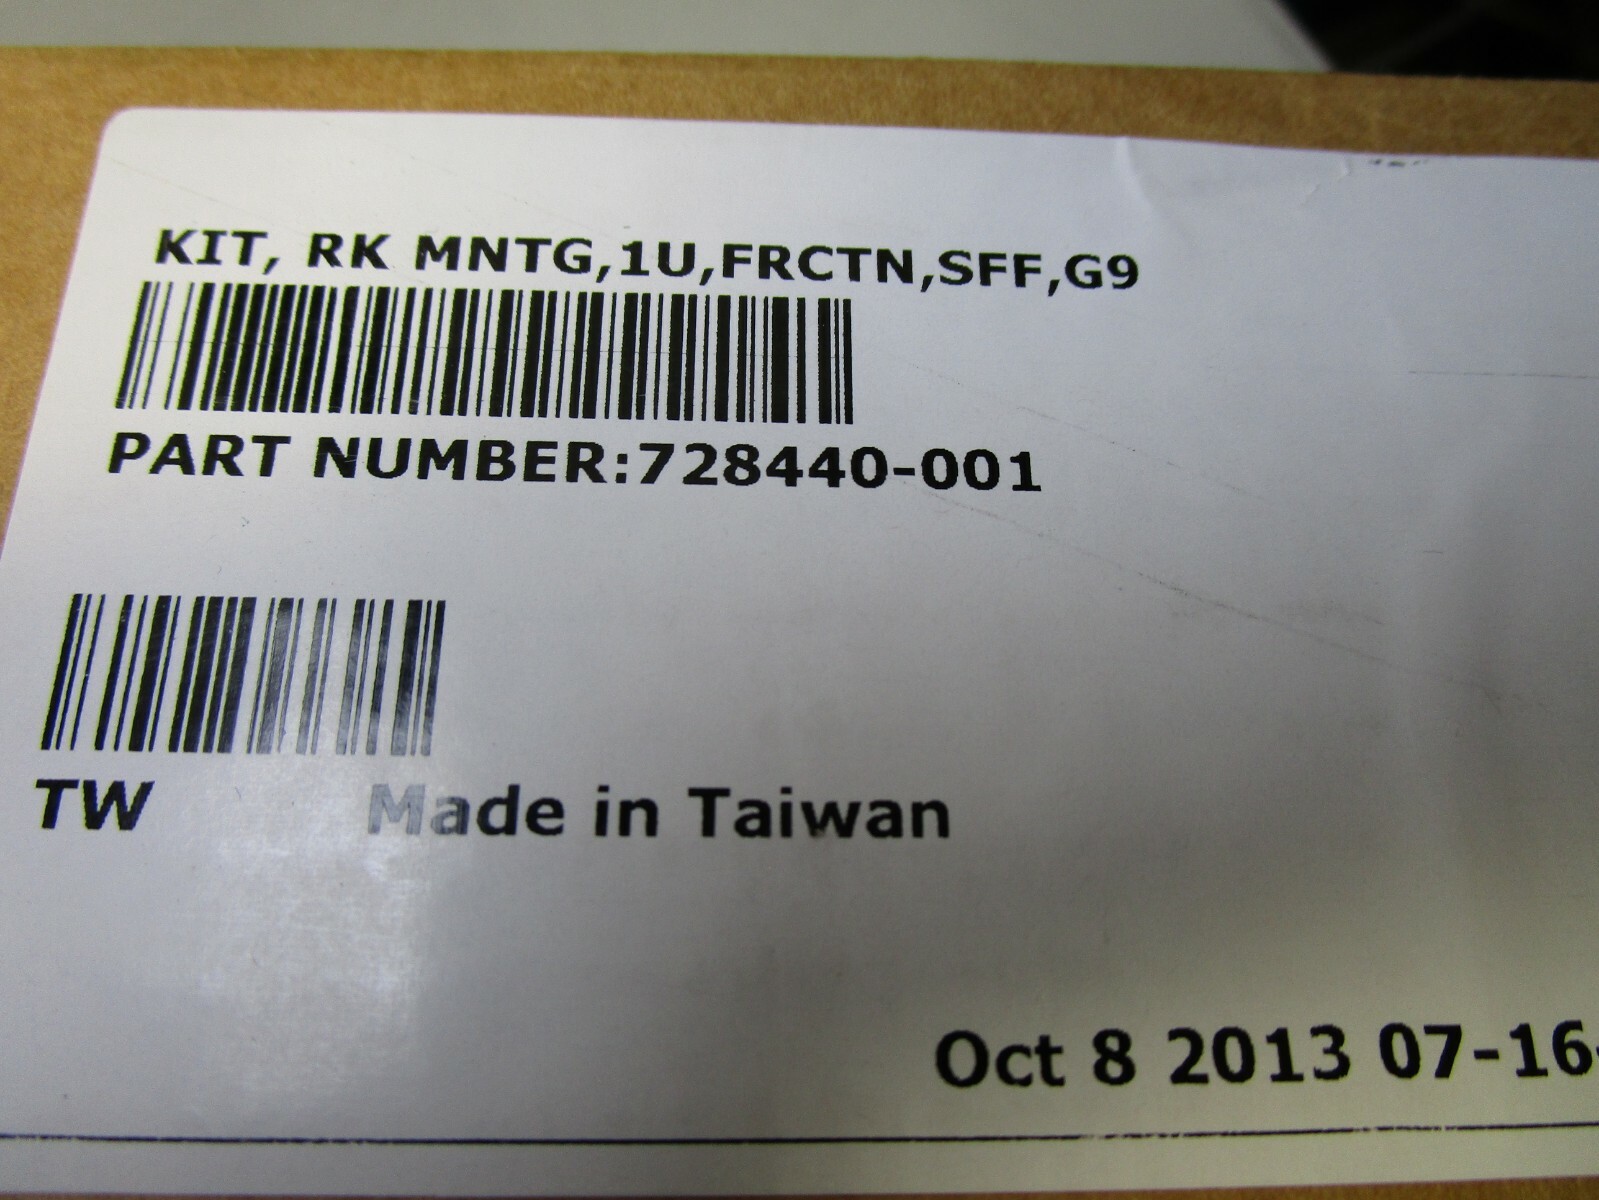 KIT, RK MNTG,1U,FRCTN,SFF,G9
PART NUMBER:728440-001
TW Made in Taiwan
Oct 8 2013 07-16-